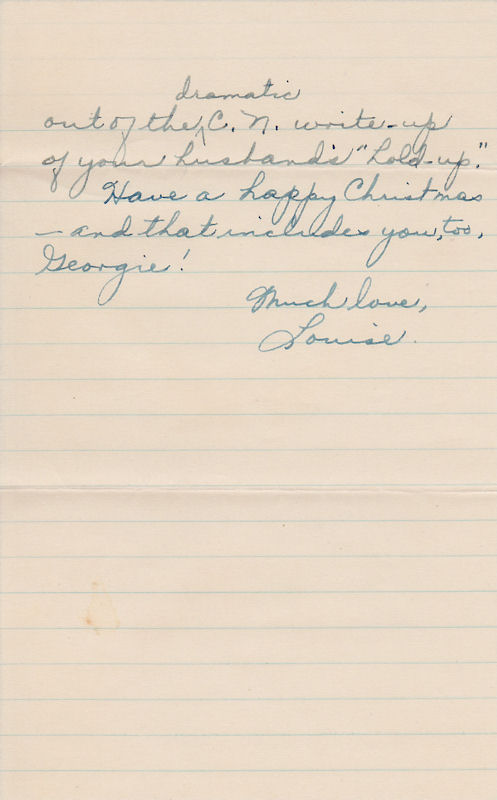 dramatic
out of the C. N. write-up
of your husband's "hold-up."
Have a happy Christmas
— and that includes you, too,
Georgie!
Much love,
Louise.